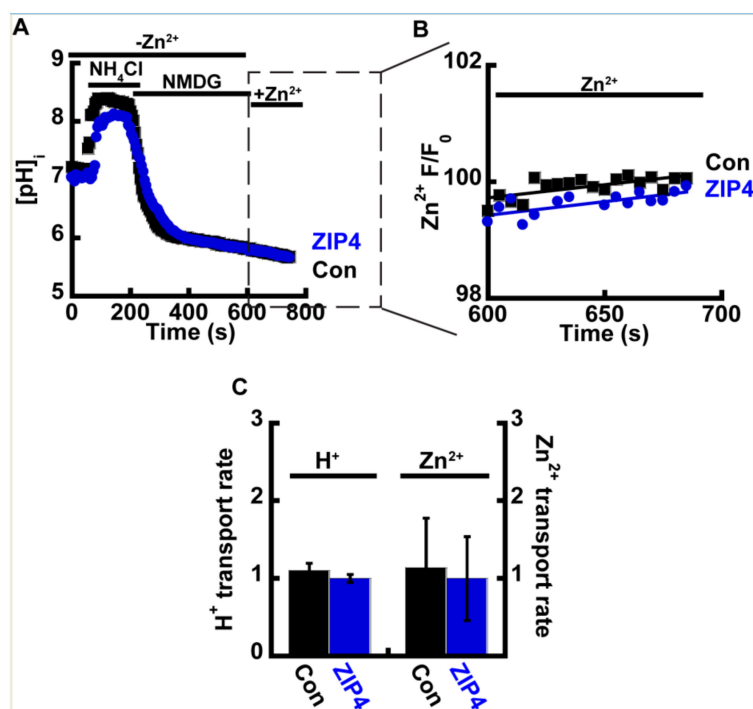 A
B
-Zn²⁺
NH₄Cl
NMDG
+Zn²⁺
9
8
7
6
5
[pH]ᵢ
ZIP4
Con
0 200 400 600 800
Time (s)
102
100
98
Zn²⁺ F/F₀
Zn²⁺
Con
ZIP4
600 650 700
Time (s)
C
3
2
1
0
H⁺ transport rate
H⁺
Zn²⁺
3
2
1
0
Zn²⁺ transport rate
Con
ZIP4
Con
ZIP4